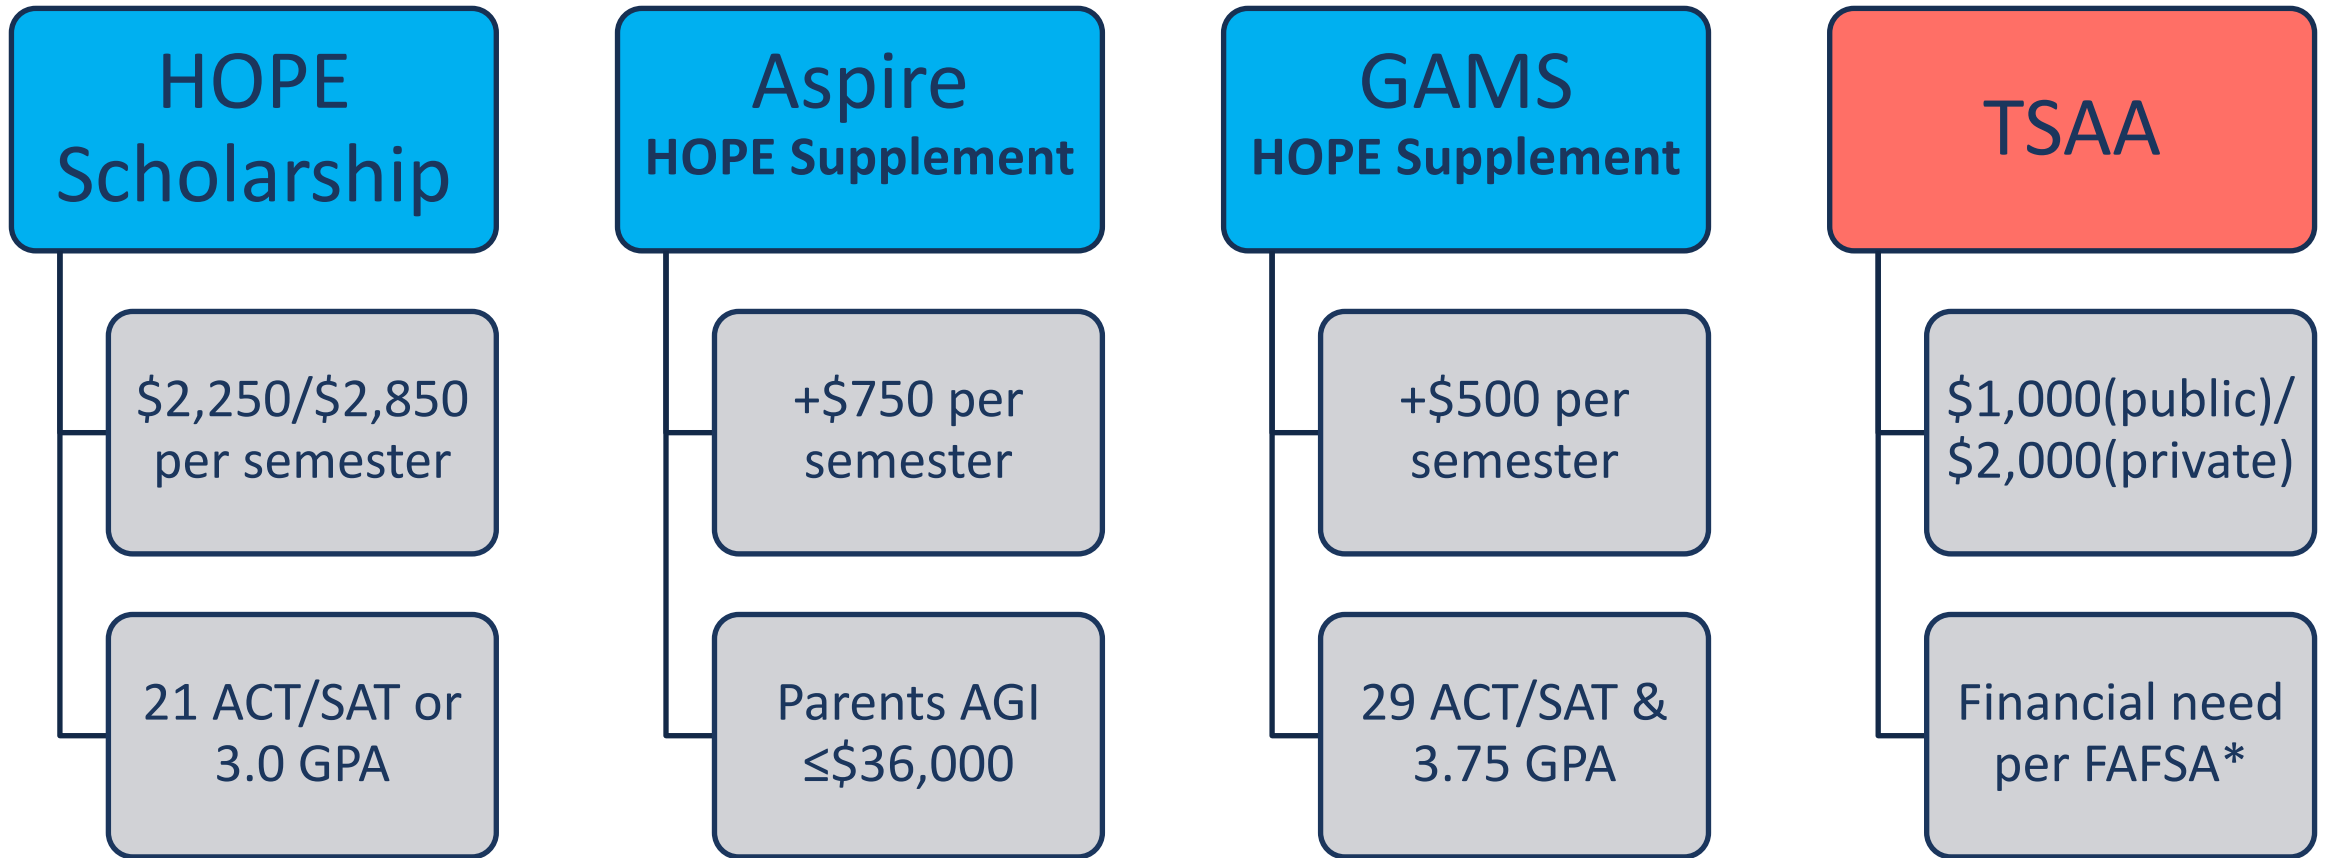 HOPE
Scholarship
$2,250/$2,850
per semester
21 ACT/SAT or
3.0 GPA
Aspire
HOPE Supplement
+$750 per
semester
Parents AGI
≤$36,000
GAMS
HOPE Supplement
+$500 per
semester
29 ACT/SAT &
3.75 GPA
TSAA
$1,000(public)/
$2,000(private)
Financial need
per FAFSA*